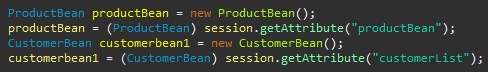 ProductBean productBean = new ProductBean();
productBean = (ProductBean) session.getAttribute("productBean");
CustomerBean customerbean1 = new CustomerBean();
customerbean1 = (CustomerBean) session.getAttribute("customerList");